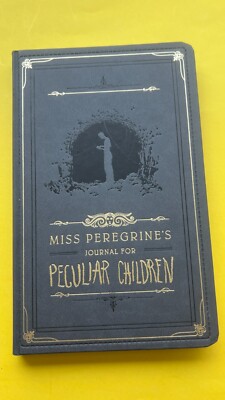 MISS PEREGRINE'S
JOURNAL FOR
PECULIAR CHILDREN